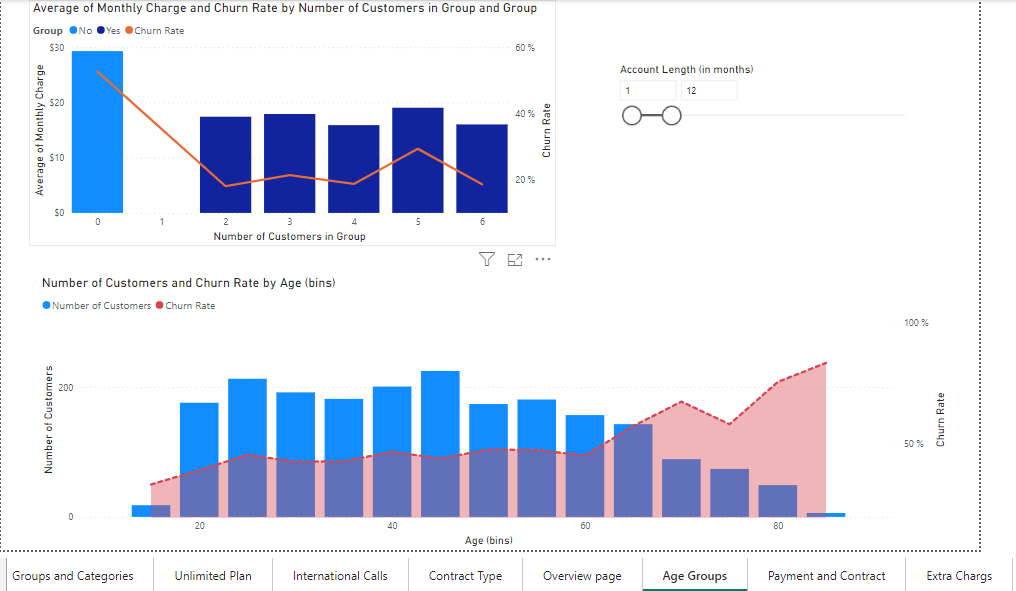 Average of Monthly Charge and Churn Rate by Number of Customers in Group and Group
Group No Yes Churn Rate
$30
$20
$10
$0
Average of Monthly Charge
60 %
40 %
20 %
Churn Rate
0 1 2 3 4 5 6
Number of Customers in Group
Account Length (in months)
1 12
Number of Customers and Churn Rate by Age (bins)
Number of Customers Churn Rate
200
0
Number of Customers
100 %
50 %
Churn Rate
20 40 60 80
Age (bins)
Groups and Categories Unlimited Plan International Calls Contract Type Overview page Age Groups Payment and Contract Extra Chargs